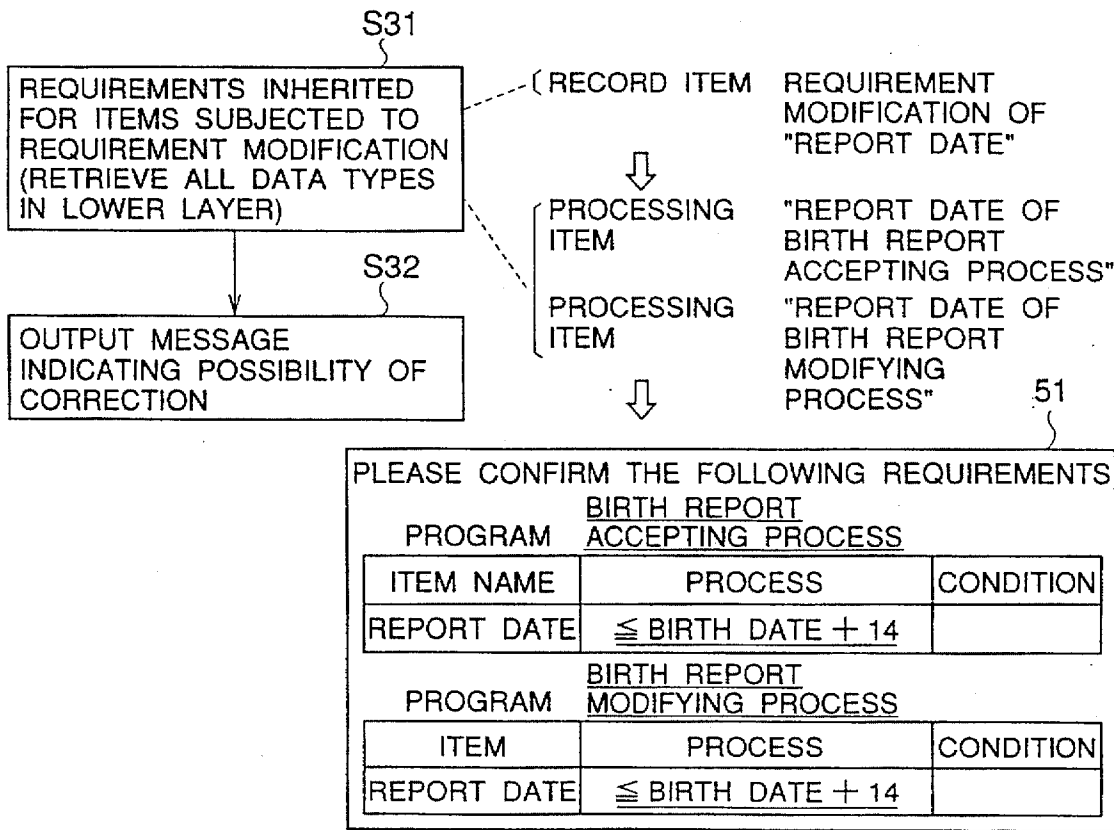 S31
REQUIREMENTS INHERITED
FOR ITEMS SUBJECTED TO
REQUIREMENT MODIFICATION
(RETRIEVE ALL DATA TYPES
IN LOWER LAYER)
S32
OUTPUT MESSAGE
INDICATING POSSIBILITY OF
CORRECTION
RECORD ITEM REQUIREMENT
MODIFICATION OF
"REPORT DATE"
PROCESSING "REPORT DATE OF
ITEM BIRTH REPORT
ACCEPTING PROCESS"
PROCESSING "REPORT DATE OF
ITEM BIRTH REPORT
MODIFYING
PROCESS"
51
PLEASE CONFIRM THE FOLLOWING REQUIREMENTS
BIRTH REPORT
PROGRAM ACCEPTING PROCESS
ITEM NAME PROCESS CONDITION
REPORT DATE ≦ BIRTH DATE + 14
BIRTH REPORT
PROGRAM MODIFYING PROCESS
ITEM PROCESS CONDITION
REPORT DATE ≦ BIRTH DATE + 14